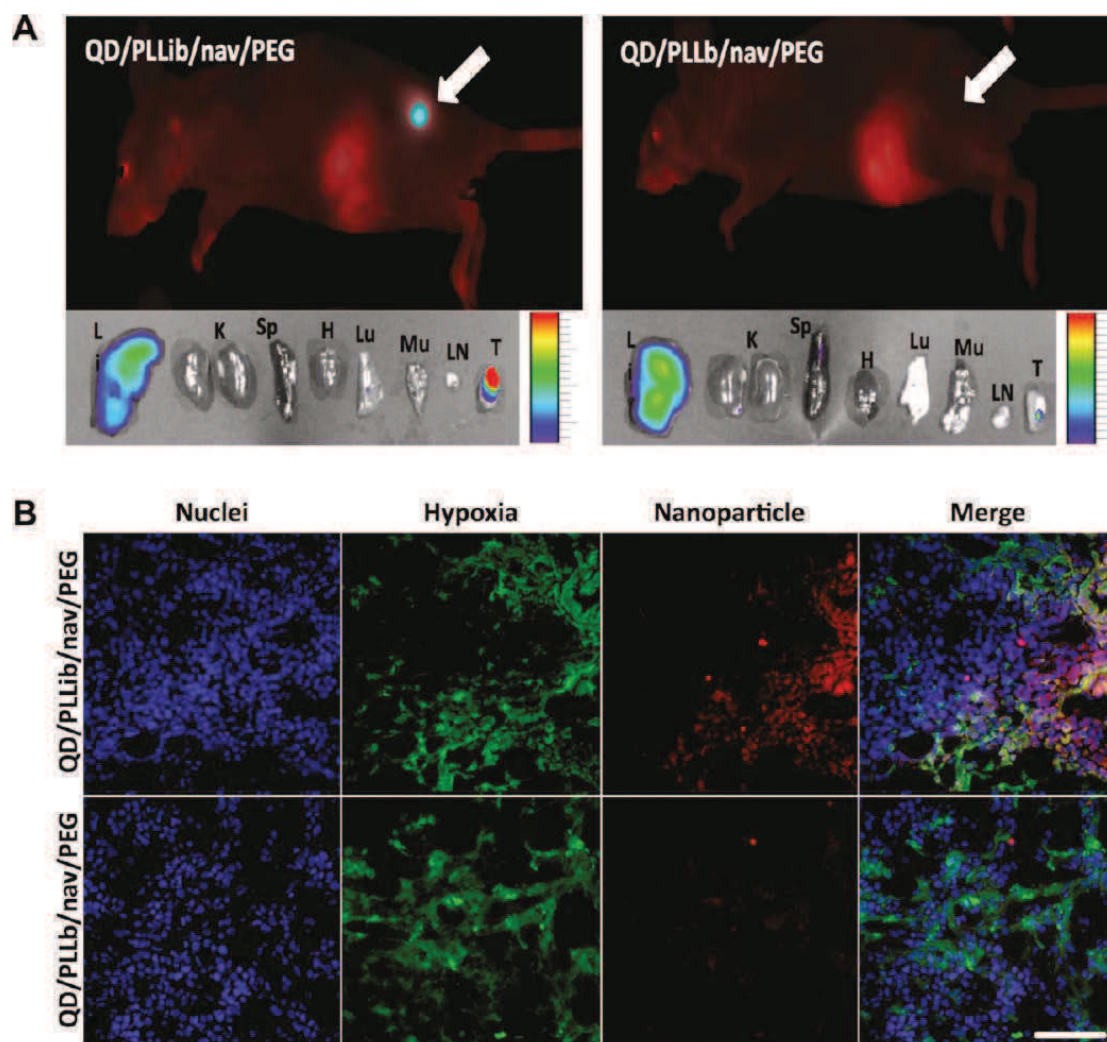 A
QD/PLLib/nav/PEG
QD/PLLb/nav/PEG
L
i
K
Sp
H
Lu
Mu
LN
T
L
i
K
Sp
H
Lu
Mu
LN
T
B
Nuclei
Hypoxia
Nanoparticle
Merge
QD/PLLib/nav/PEG
QD/PLLb/nav/PEG